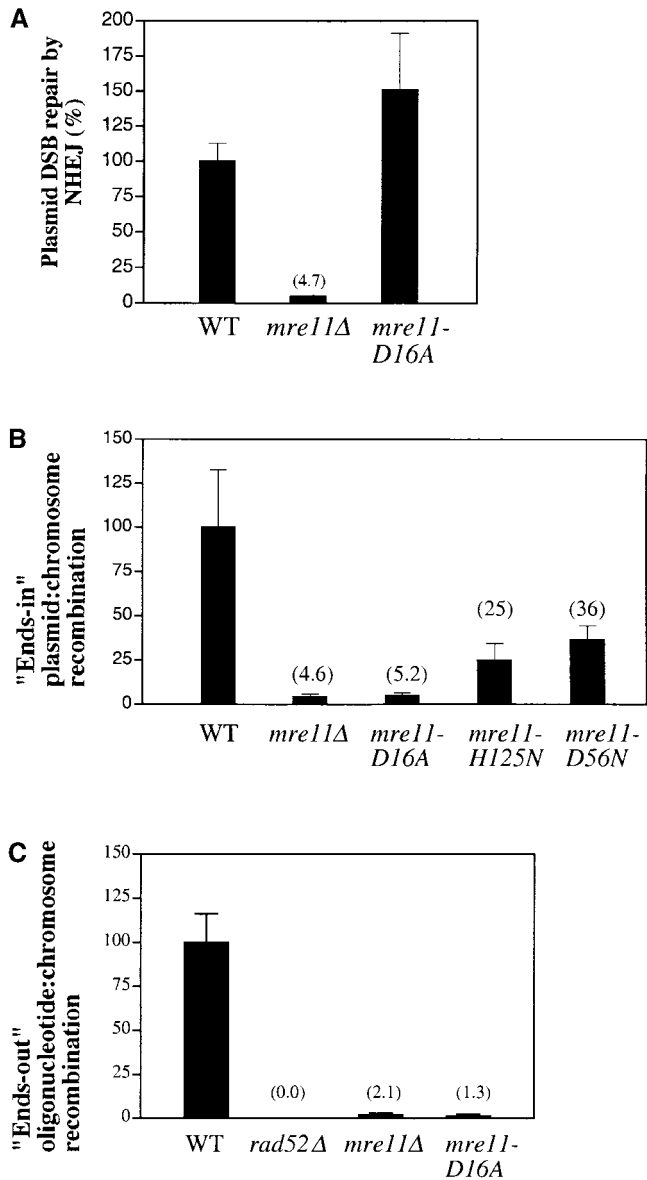 A
Plasmid DSB repair by
NHEJ (%)
200
175
150
125
100
75
50
25
0
(4.7)
WT mre11Δ mre11-
D16A
B
"Ends-in"
plasmid:chromosome
recombination
150
125
100
75
50
25
0
(4.6) (5.2) (25) (36)
WT mre11Δ mre11- mre11- mre11-
D16A H125N D56N
C
"Ends-out"
oligonucleotide:chromosome
recombination
150
125
100
75
50
25
0
(0.0) (2.1) (1.3)
WT rad52Δ mre11Δ mre11-
D16A